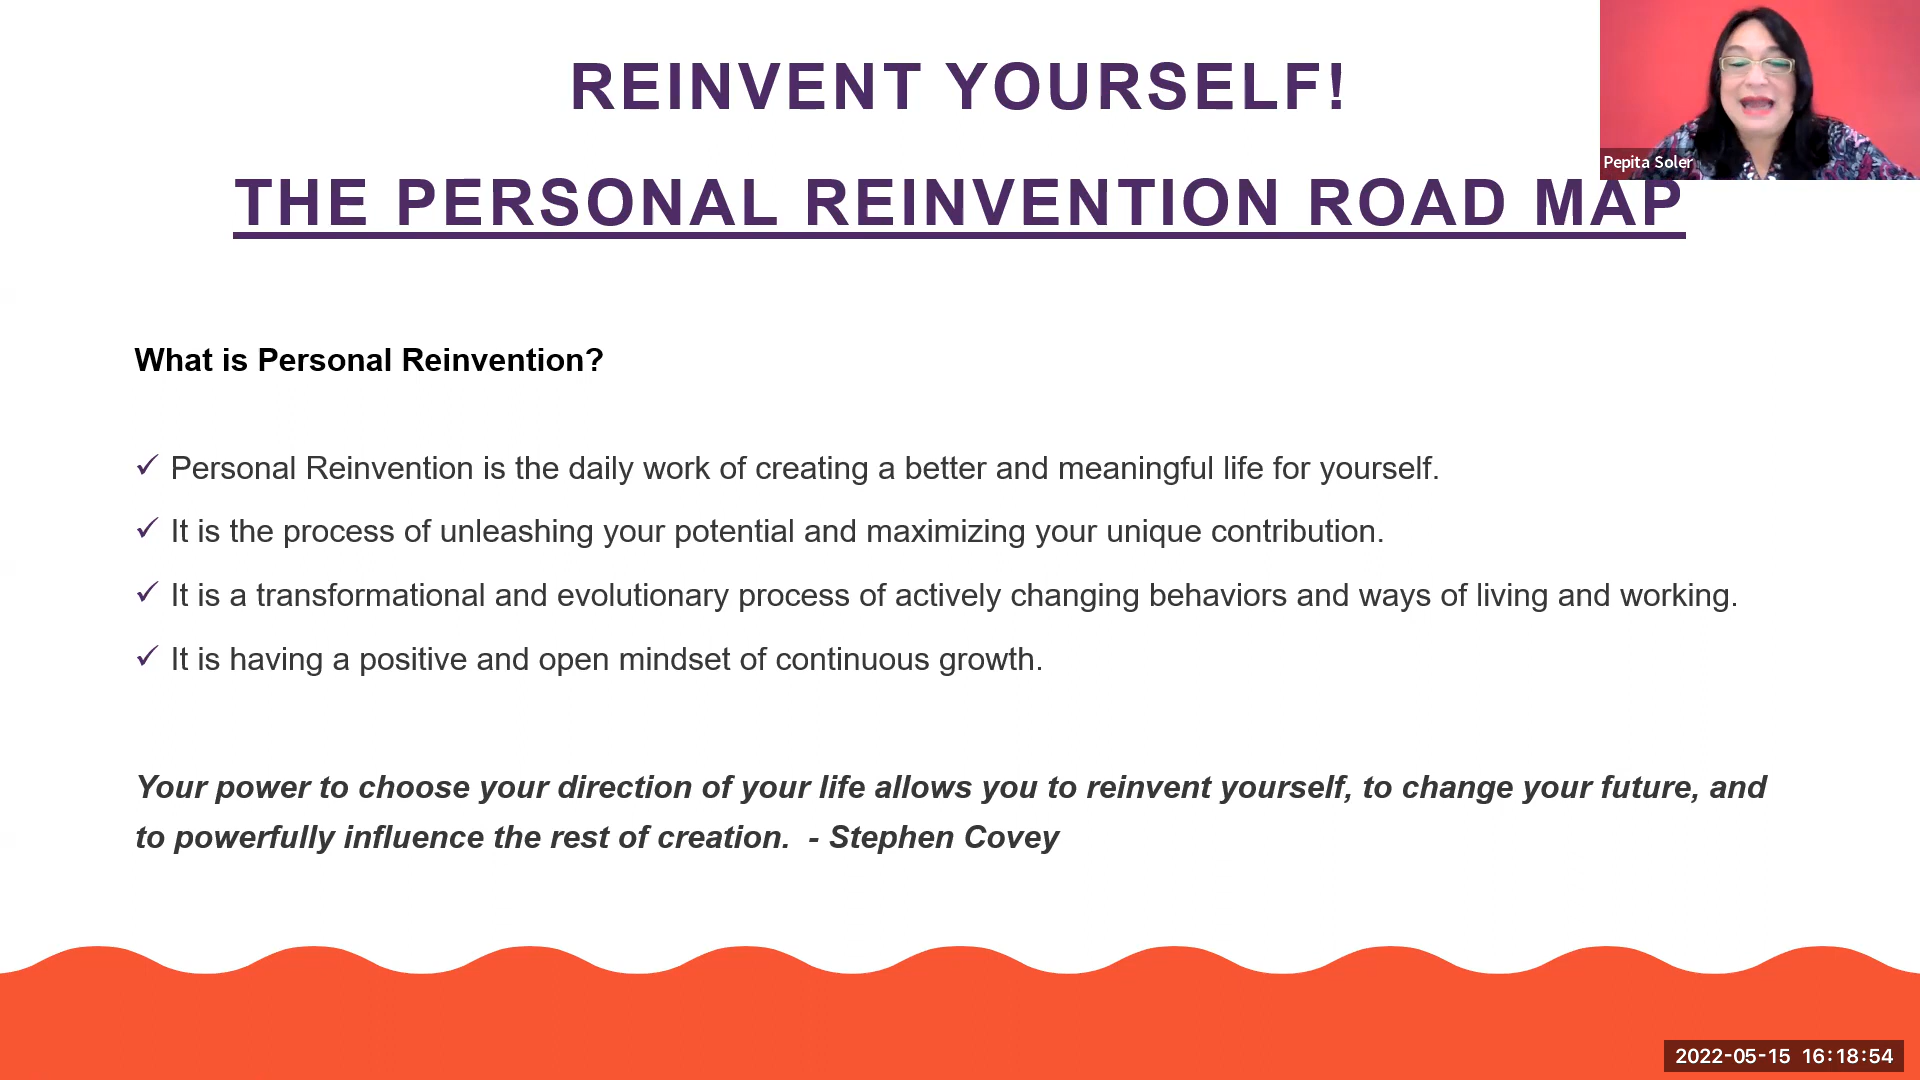 REINVENT YOURSELF!
THE PERSONAL REINVENTION ROAD MAP
Pepita Soler
What is Personal Reinvention?
✓ Personal Reinvention is the daily work of creating a better and meaningful life for yourself.
✓ It is the process of unleashing your potential and maximizing your unique contribution.
✓ It is a transformational and evolutionary process of actively changing behaviors and ways of living and working.
✓ It is having a positive and open mindset of continuous growth.
Your power to choose your direction of your life allows you to reinvent yourself, to change your future, and
to powerfully influence the rest of creation.  - Stephen Covey
2022-05-15  16:18:54